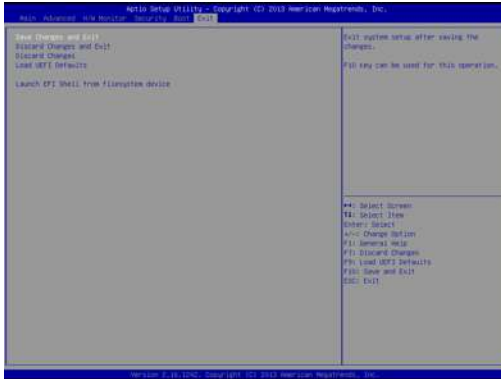 Aptio Setup Utility - Copyright (C) 2013 American Megatrends, Inc.
Main Advanced H/W Monitor Security Boot Exit
Save Changes and Exit
Discard Changes and Exit
Discard Changes
Load UEFI Defaults
Launch EFI Shell from filesystem device
Exit system setup after saving the
changes.
F10 key can be used for this operation.
→←: Select Screen
↑↓: Select Item
Enter: Select
+/-: Change Option
F1: General Help
F7: Discard Changes
F9: Load UEFI Defaults
F10: Save and Exit
ESC: Exit
Version 2.16.1242. Copyright (C) 2013 American Megatrends, Inc.